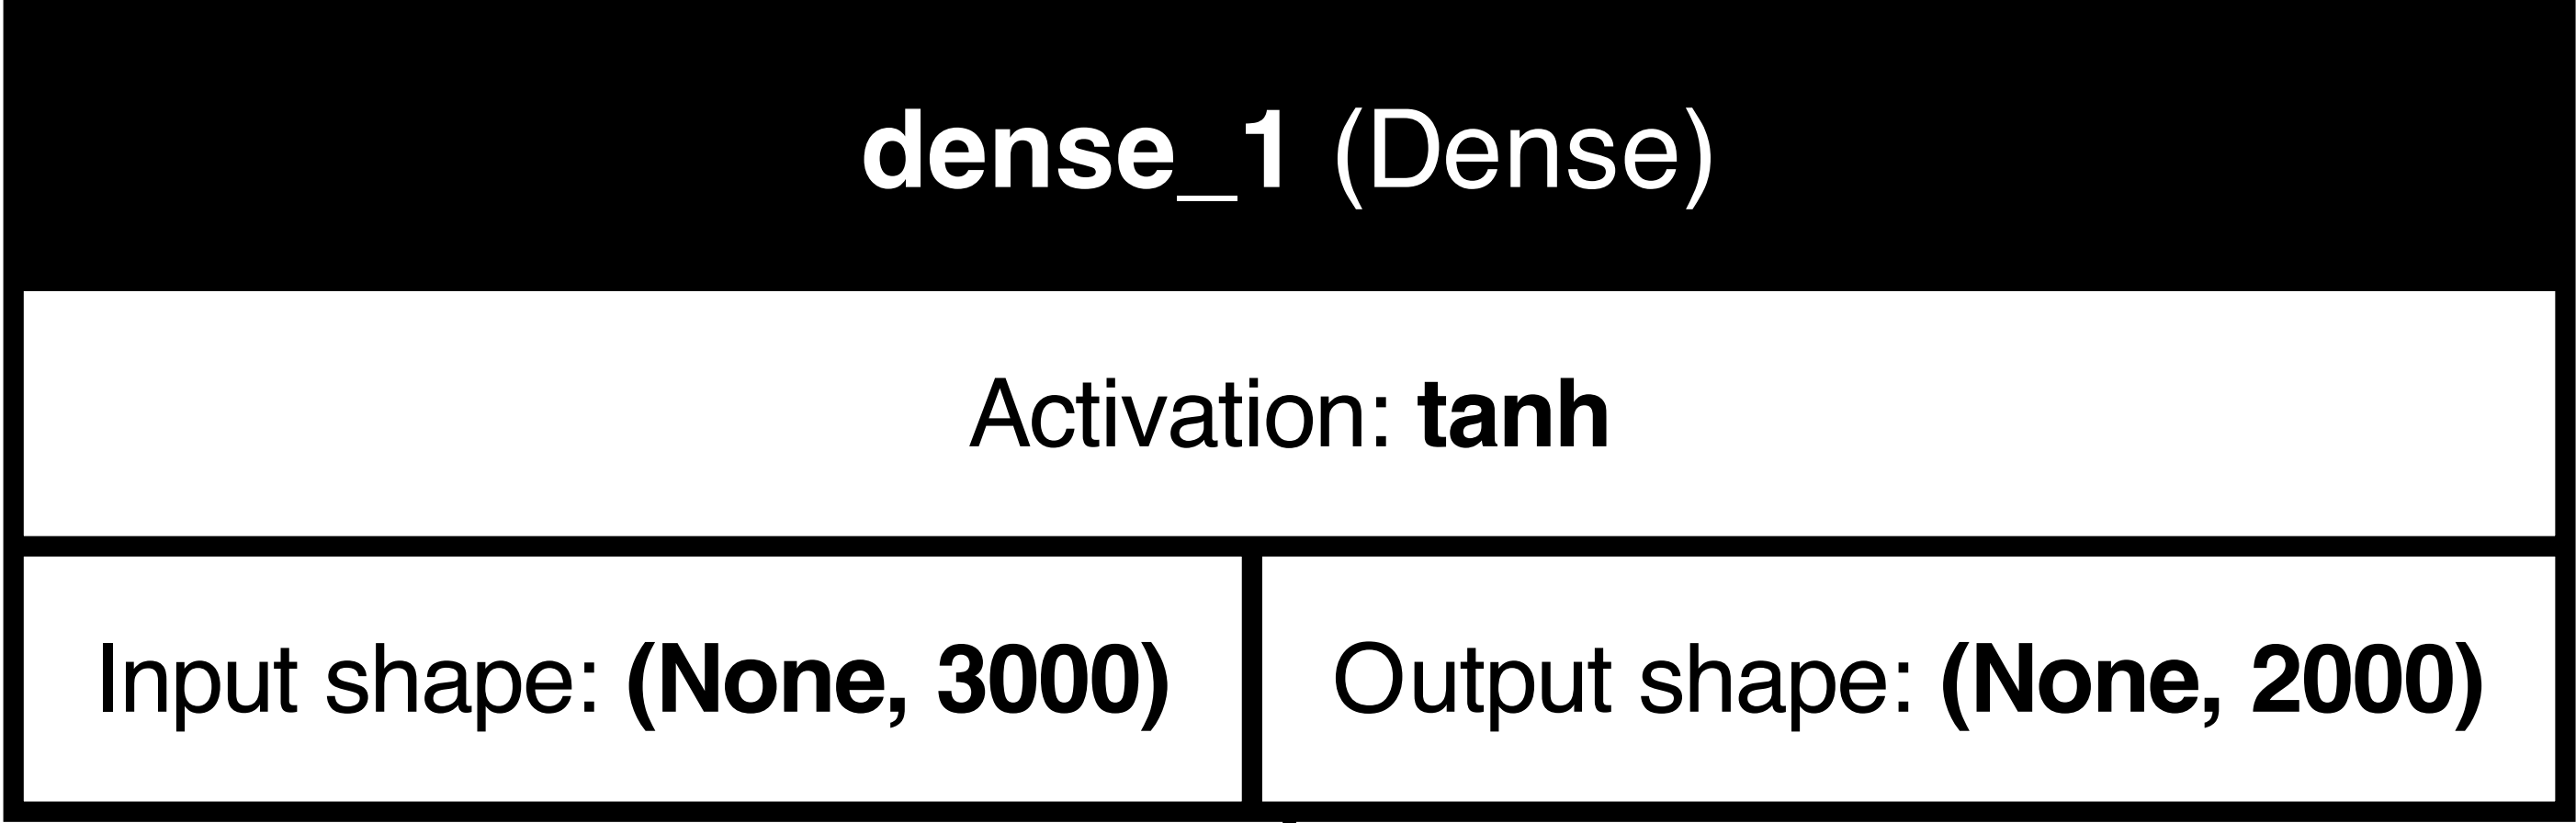 dense_1 (Dense)
Activation: tanh
Input shape: (None, 3000)
Output shape: (None, 2000)